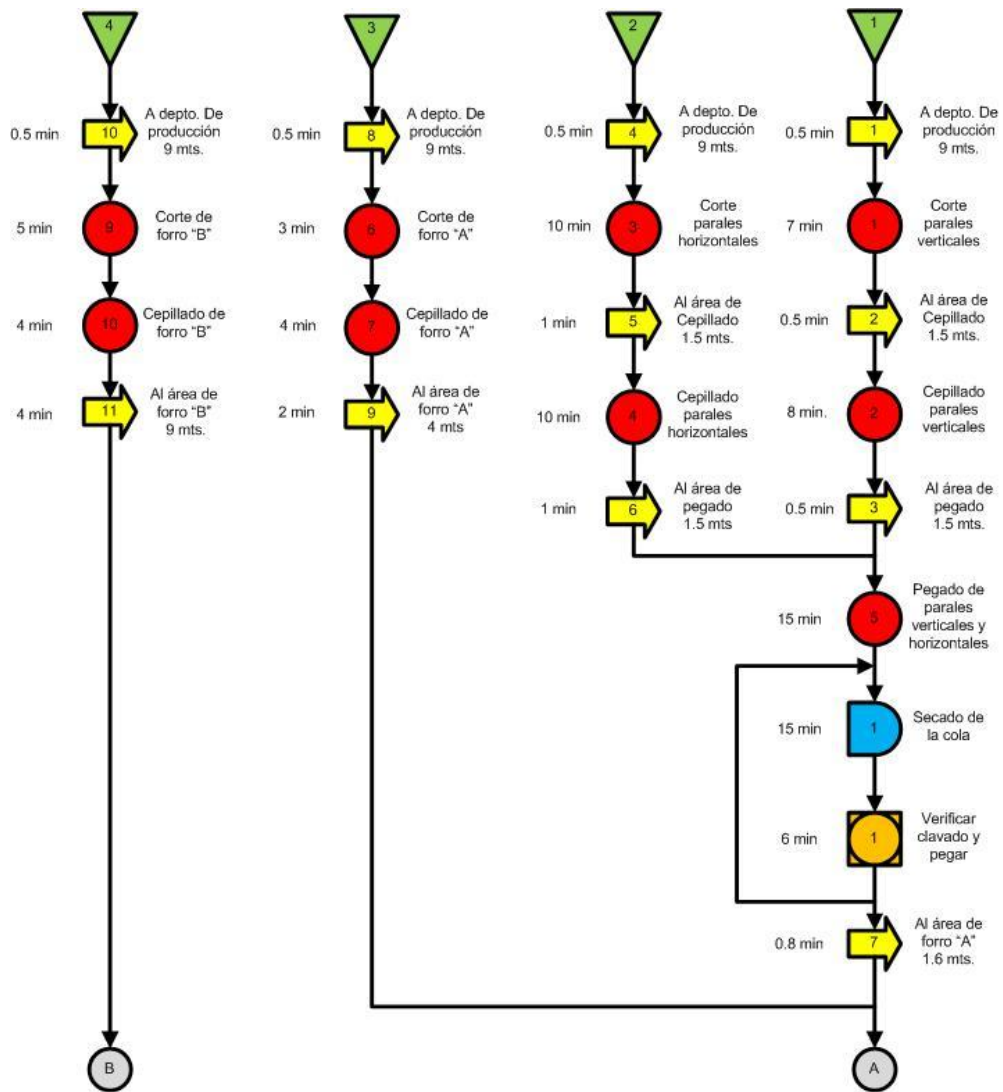 4
0.5 min
10
A depto. De
producción
9 mts.
5 min
9
Corte de
forro "B"
4 min
10
Cepillado de
forro "B"
4 min
11
Al área de
forro "B"
9 mts.
B
3
0.5 min
8
A depto. De
producción
9 mts.
3 min
6
Corte de
forro "A"
4 min
7
Cepillado de
forro "A"
2 min
9
Al área de
forro "A"
4 mts
2
0.5 min
4
A depto. De
producción
9 mts.
10 min
3
Corte
parales
horizontales
1 min
5
Al área de
Cepillado
1.5 mts.
10 min
4
Cepillado
parales
horizontales
1 min
6
Al área de
pegado
1.5 mts
1
0.5 min
1
A depto. De
producción
9 mts.
7 min
1
Corte
parales
verticales
0.5 min
2
Al área de
Cepillado
1.5 mts.
8 min.
2
Cepillado
parales
verticales
0.5 min
3
Al área de
pegado
1.5 mts.
15 min
5
Pegado de
parales
verticales y
horizontales
15 min
1
Secado de
la cola
6 min
1
Verificar
clavado y
pegar
0.8 min
7
Al área de
forro "A"
1.6 mts.
A